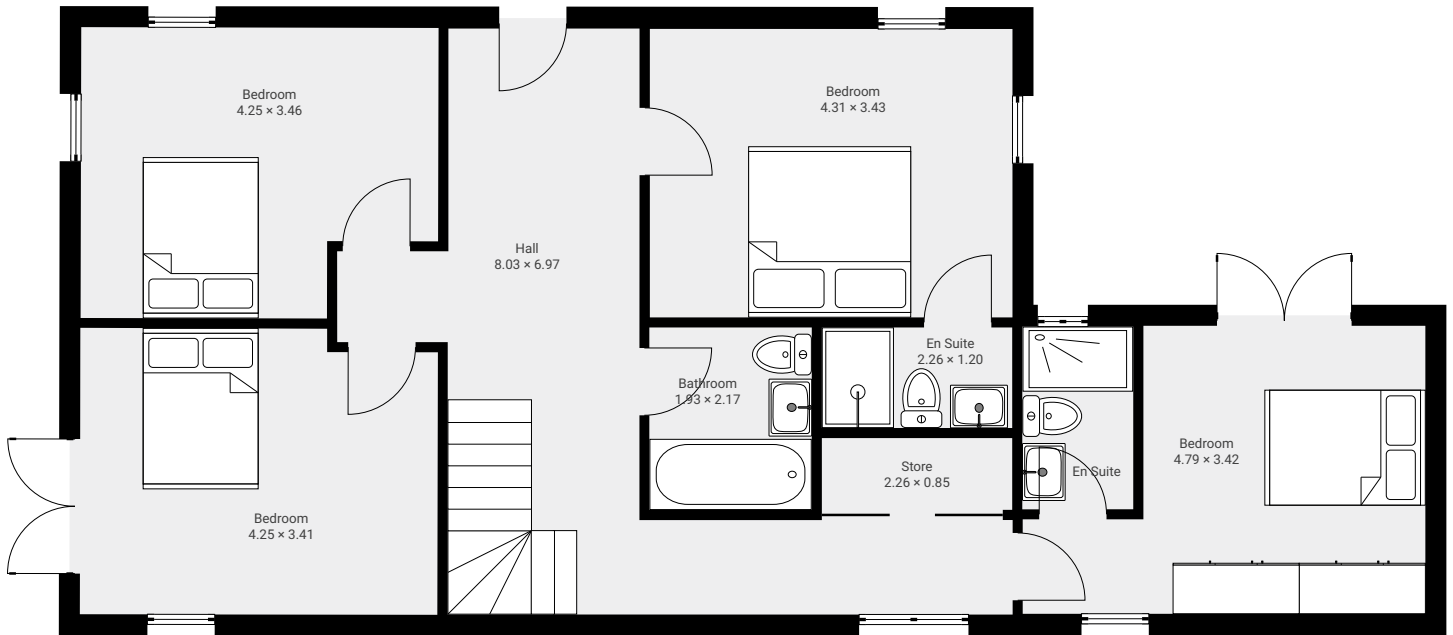 Bedroom
4.25 × 3.46
Bedroom
4.31 × 3.43
Hall
8.03 × 6.97
En Suite
2.26 × 1.20
Bathroom
1.93 × 2.17
Bedroom
4.79 × 3.42
Store
2.26 × 0.85
En Suite
Bedroom
4.25 × 3.41